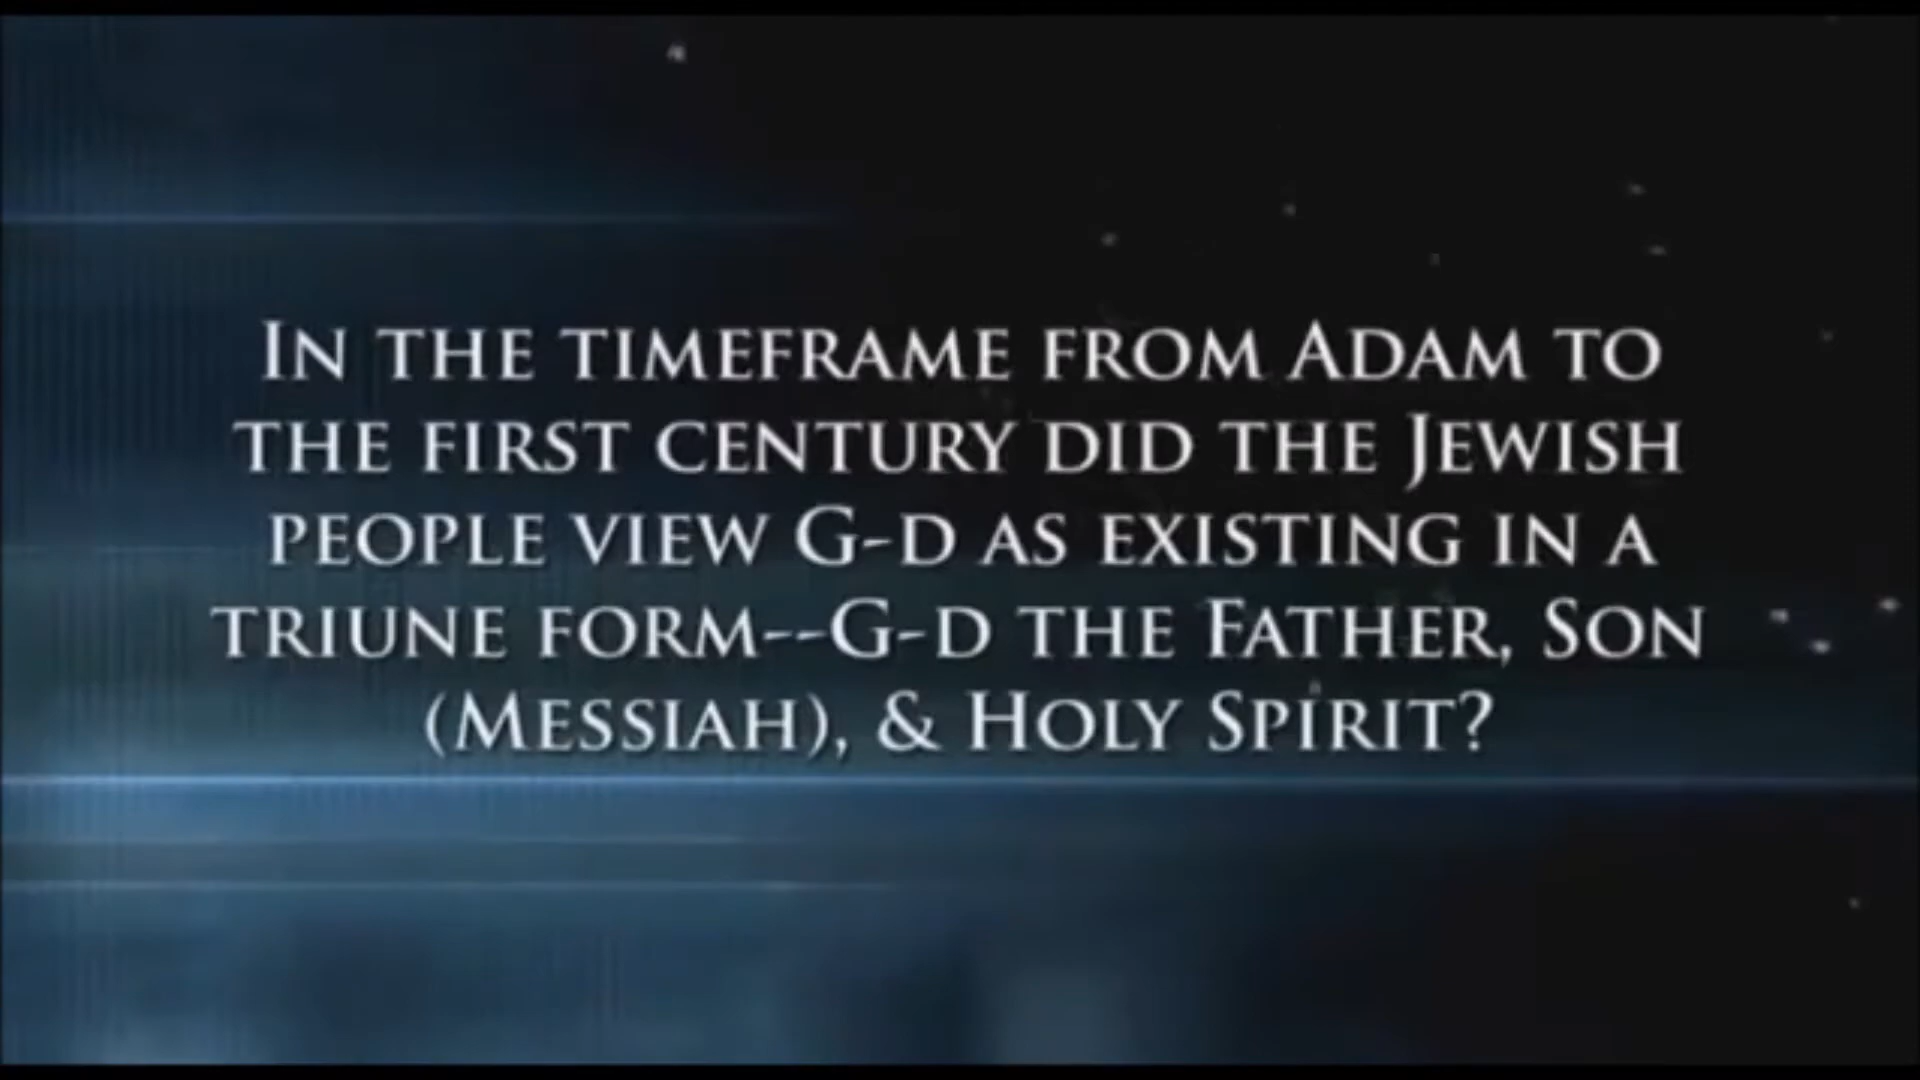 In the timeframe from Adam to
the first century did the Jewish
people view G-d as existing in a
triune form--G-d the Father, Son
(Messiah), & Holy Spirit?